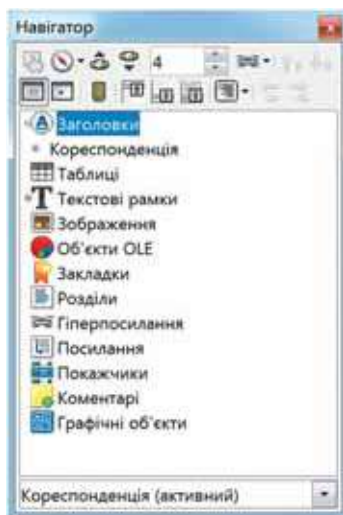 Навігатор
4
Заголовки
Кореспонденція
Таблиці
Текстові рамки
Зображення
Об'єкти OLE
Закладки
Розділи
Гіперпосилання
Посилання
Покажчики
Коментарі
Графічні об'єкти
Кореспонденція (активний)